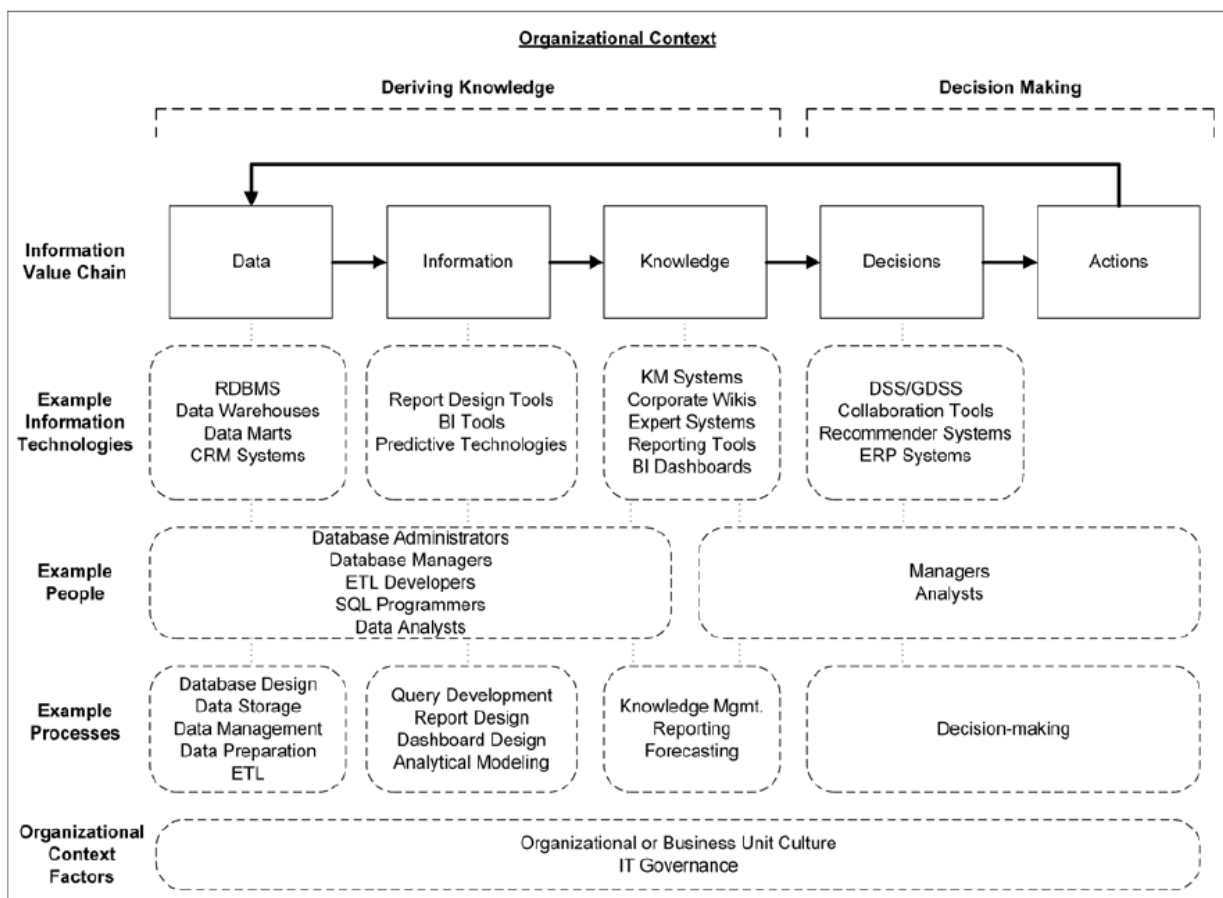 Organizational Context
Deriving Knowledge
Decision Making
Information
Value Chain
Data
Information
Knowledge
Decisions
Actions
Example
Information
Technologies
RDBMS
Data Warehouses
Data Marts
CRM Systems
Report Design Tools
BI Tools
Predictive Technologies
KM Systems
Corporate Wikis
Expert Systems
Reporting Tools
BI Dashboards
DSS/GDSS
Collaboration Tools
Recommender Systems
ERP Systems
Example
People
Database Administrators
Database Managers
ETL Developers
SQL Programmers
Data Analysts
Managers
Analysts
Example
Processes
Database Design
Data Storage
Data Management
Data Preparation
ETL
Query Development
Report Design
Dashboard Design
Analytical Modeling
Knowledge Mgmt.
Reporting
Forecasting
Decision-making
Organizational
Context
Factors
Organizational or Business Unit Culture
IT Governance